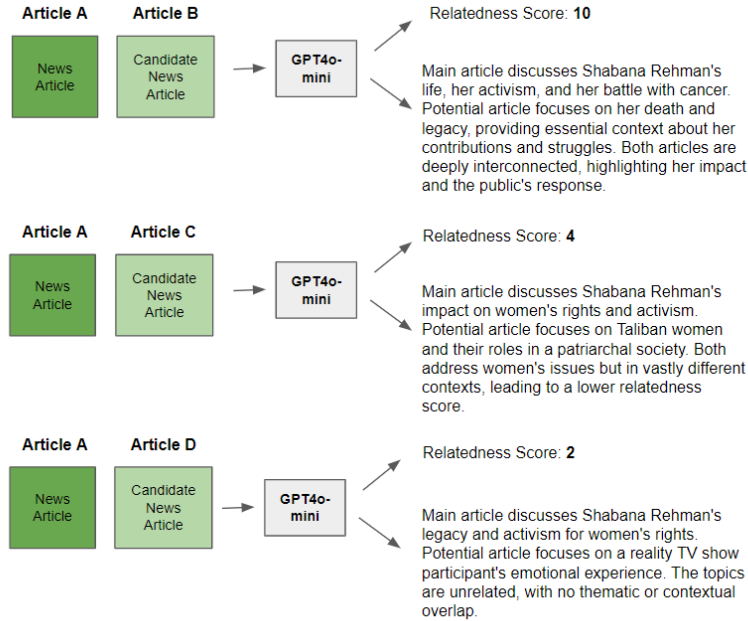 Article A
Article B
Relatedness Score: 10
News
Article
Candidate
News
Article
GPT4o-
mini
Main article discusses Shabana Rehman's
life, her activism, and her battle with cancer.
Potential article focuses on her death and
legacy, providing essential context about her
contributions and struggles. Both articles are
deeply interconnected, highlighting her impact
and the public's response.
Article A
Article C
Relatedness Score: 4
News
Article
Candidate
News
Article
GPT4o-
mini
Main article discusses Shabana Rehman's
impact on women's rights and activism.
Potential article focuses on Taliban women
and their roles in a patriarchal society. Both
address women's issues but in vastly different
contexts, leading to a lower relatedness
score.
Article A
Article D
Relatedness Score: 2
News
Article
Candidate
News
Article
GPT4o-
mini
Main article discusses Shabana Rehman's
legacy and activism for women's rights.
Potential article focuses on a reality TV show
participant's emotional experience. The topics
are unrelated, with no thematic or contextual
overlap.